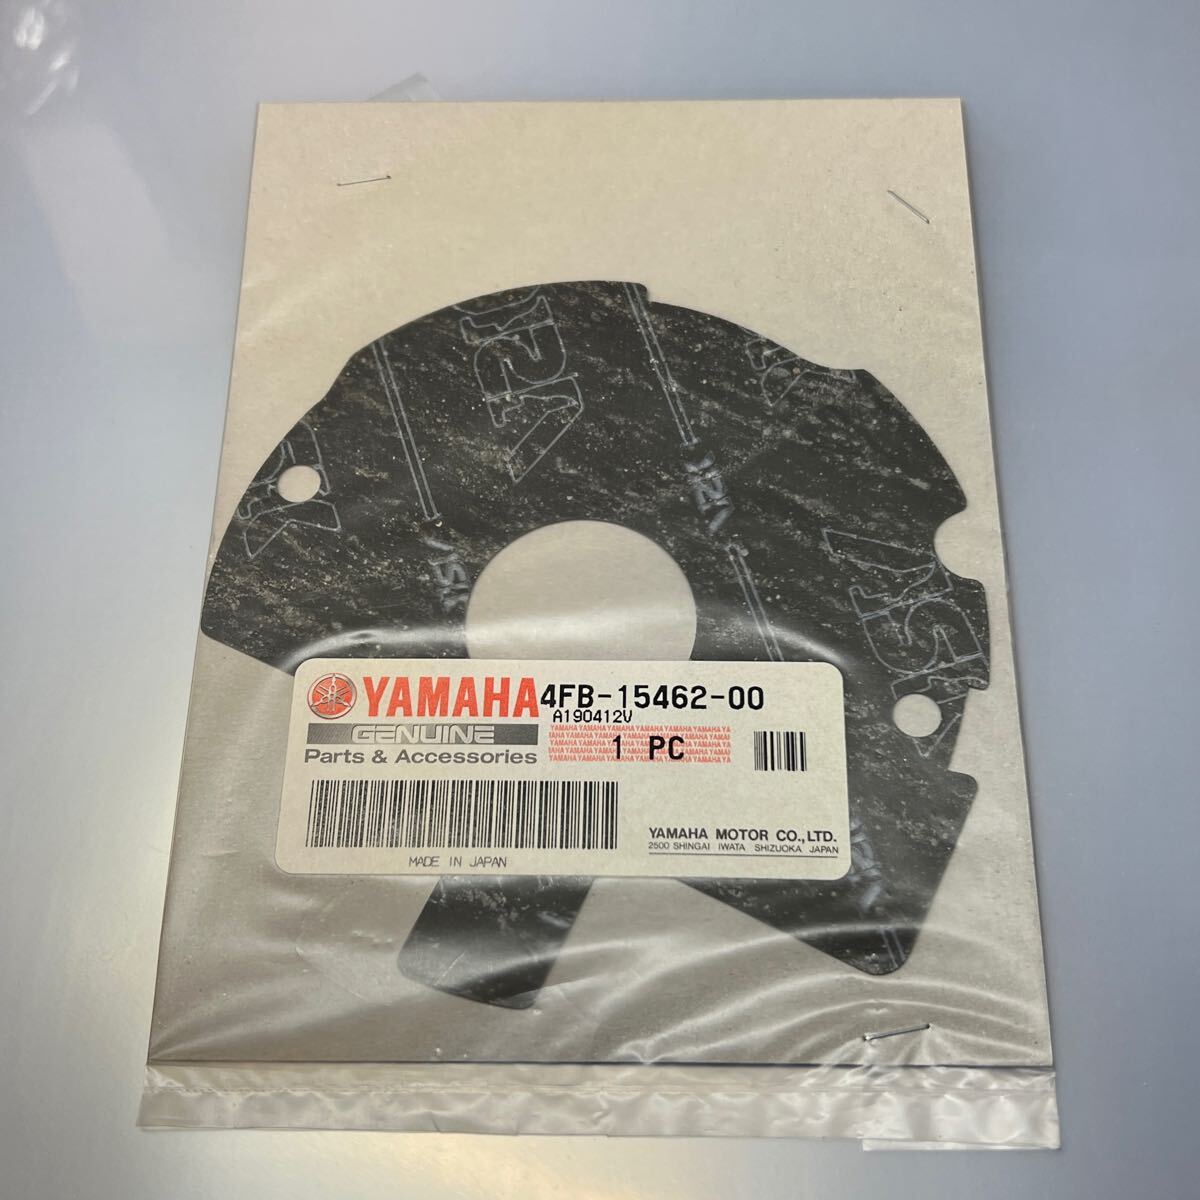 YAMAHA 4FB-15462-00
A190412V
GENUINE
Parts & Accessories
1 PC
MADE IN JAPAN
YAMAHA MOTOR CO.,LTD.
2500 SHINGAI IWATA SHIZUOKA JAPAN